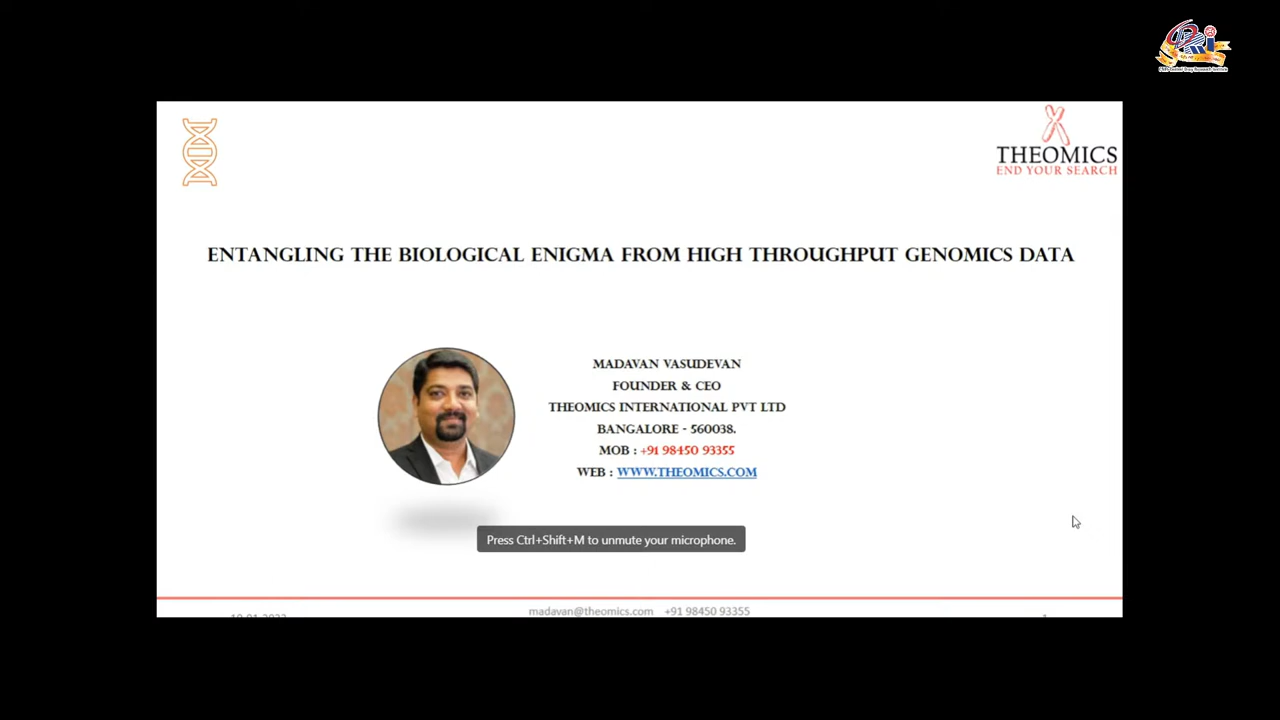 THEOMICS
END YOUR SEARCH
ENTANGLING THE BIOLOGICAL ENIGMA FROM HIGH THROUGHPUT GENOMICS DATA
MADAVAN VASUDEVAN
FOUNDER & CEO
THEOMICS INTERNATIONAL PVT LTD
BANGALORE - 560038.
MOB : +91 98450 93355
WEB : WWW.THEOMICS.COM
Press Ctrl+Shift+M to unmute your microphone.
madavan@theomics.com +91 98450 93355